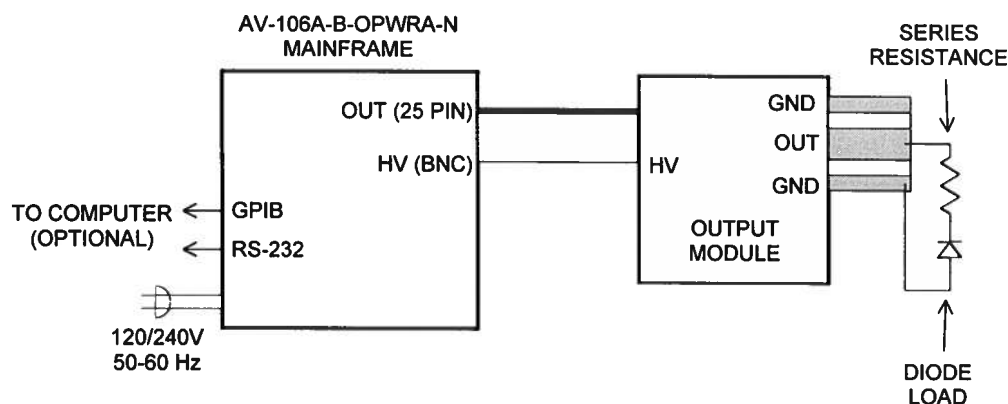 AV-106A-B-OPWRA-N
MAINFRAME
SERIES
RESISTANCE
OUT (25 PIN)
HV (BNC)
GPIB
RS-232
TO COMPUTER
(OPTIONAL)
120/240V
50-60 Hz
HV
GND
OUT
GND
OUTPUT
MODULE
DIODE
LOAD